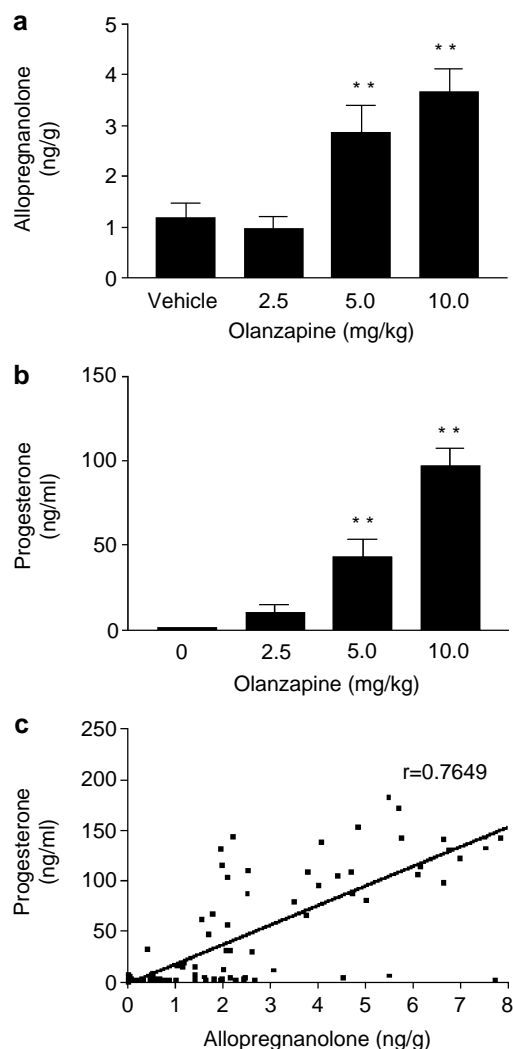 a
Allopregnanolone
(ng/g)
5
4
3
2
1
0
* *
* *
Vehicle 2.5 5.0 10.0
Olanzapine (mg/kg)
b
Progesterone
(ng/ml)
150
100
50
0
* *
* *
0 2.5 5.0 10.0
Olanzapine (mg/kg)
c
Progesterone
(ng/ml)
250
200
150
100
50
0
r=0.7649
0 1 2 3 4 5 6 7 8
Allopregnanolone (ng/g)